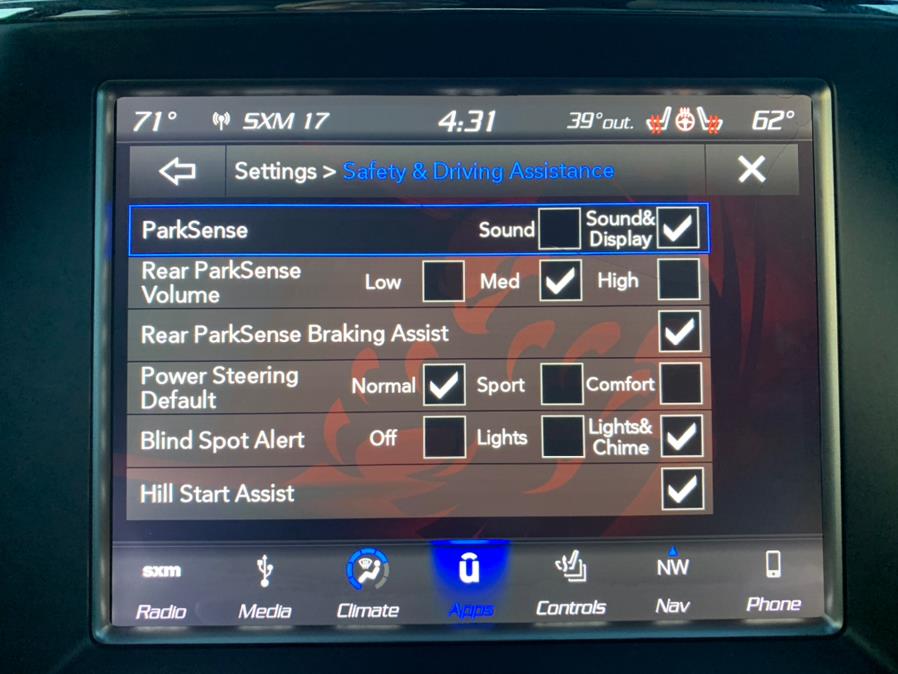 71° SXM 17 4:31 39°out. 62°
Settings > Safety & Driving Assistance
ParkSense Sound Sound& Display
Rear ParkSense Volume Low Med High
Rear ParkSense Braking Assist
Power Steering Default Normal Sport Comfort
Blind Spot Alert Off Lights Lights& Chime
Hill Start Assist
sxm NW
Radio Media Climate Apps Controls Nav Phone